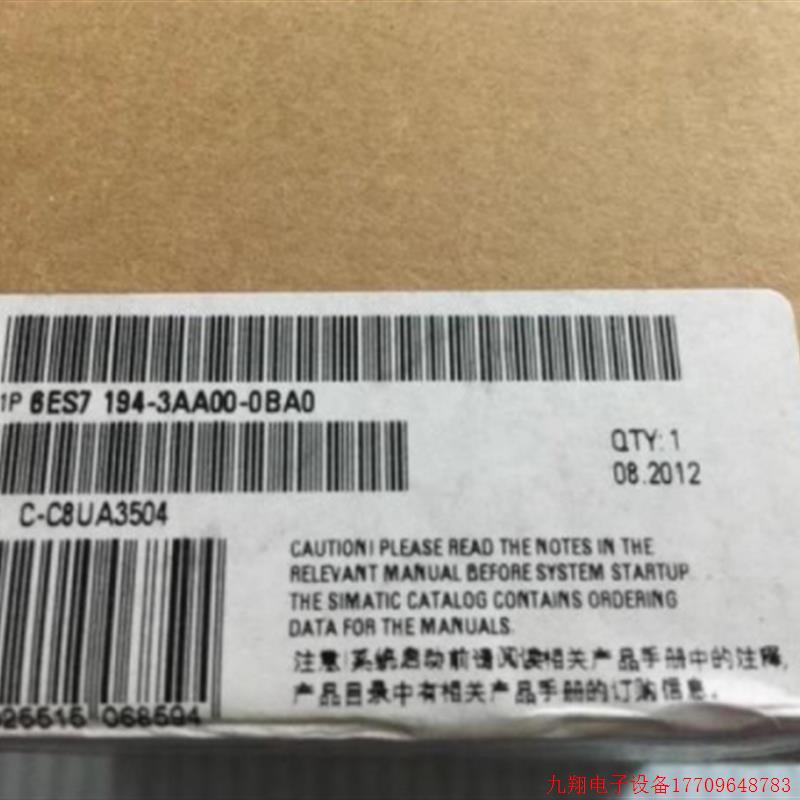 1P 6ES7 194-3AA00-0BA0
QTY: 1
08.2012
C-C8UA3504
CAUTION! PLEASE READ THE NOTES IN THE
RELEVANT MANUAL BEFORE SYSTEM STARTUP.
THE SIMATIC CATALOG CONTAINS ORDERING
DATA FOR THE MANUALS.
注意!系统启动前请阅读相关产品手册中的注释,
产品目录中有相关产品手册的订购信息.
25515 068594
九翔电子设备17709648783